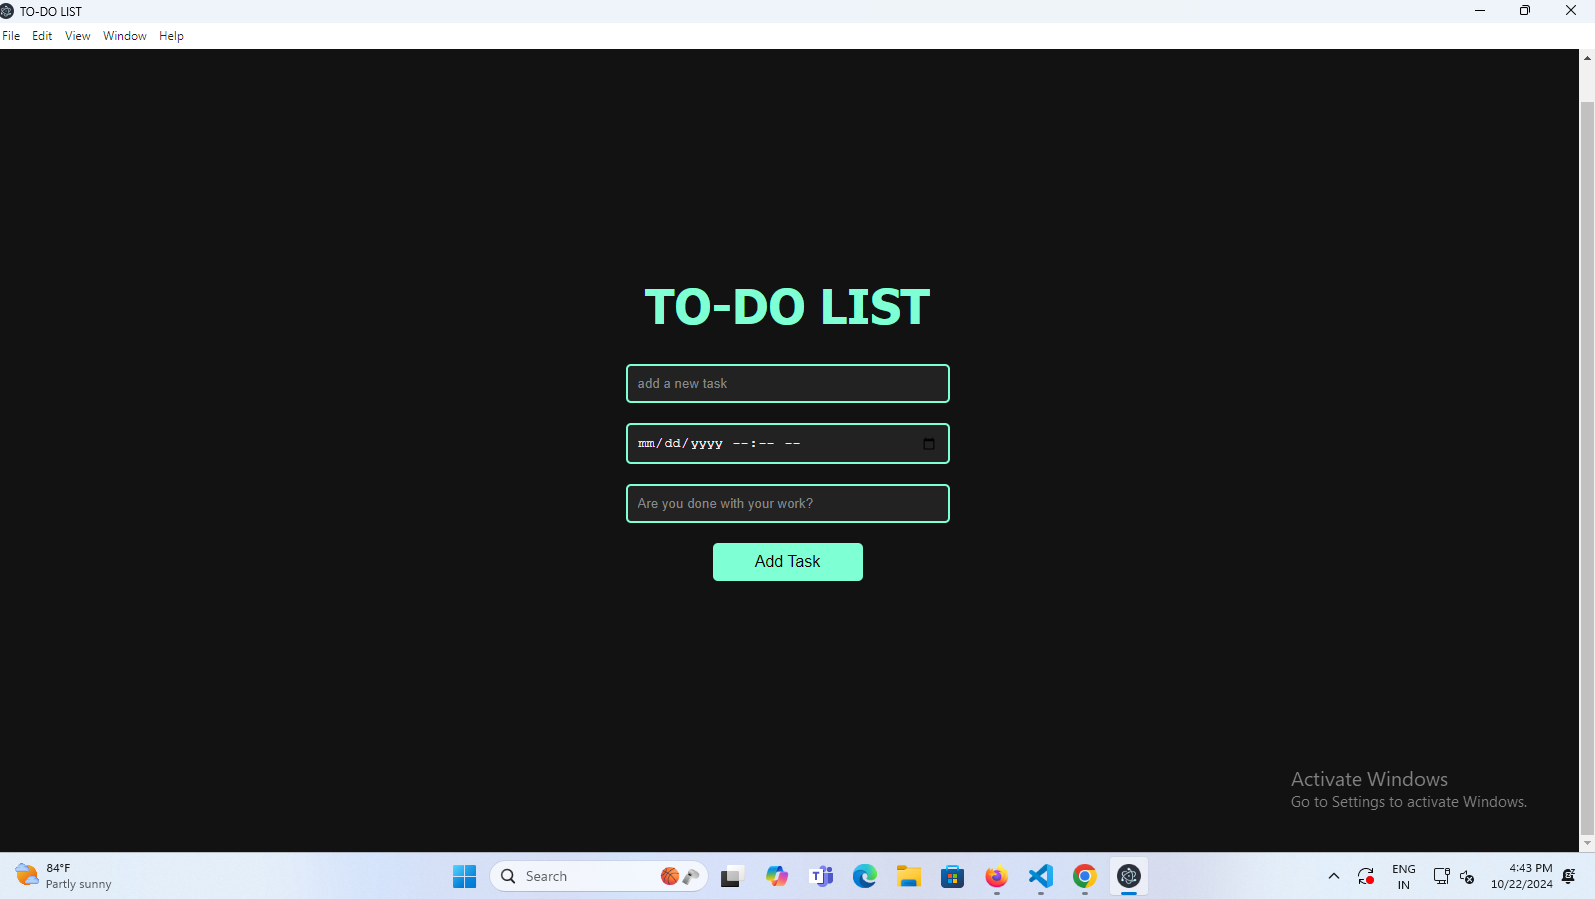 TO-DO LIST
File Edit View Window Help
TO-DO LIST
add a new task
mm/dd/yyyy --:-- --
Are you done with your work?
Add Task
Activate Windows
Go to Settings to activate Windows.
84°F
Partly sunny
Search
ENG
IN
4:43 PM
10/22/2024